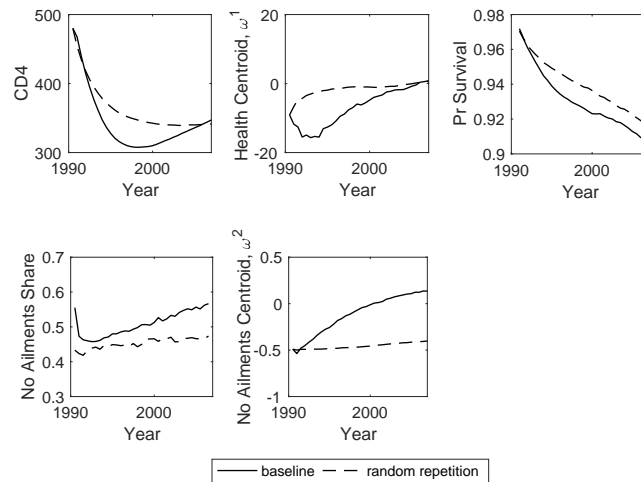 500
400
300
1990
2000
CD4
Year
20
0
-20
1990
2000
Health Centroid, ω¹
Year
0.98
0.96
0.94
0.92
0.9
1990
2000
Pr Survival
Year
0.7
0.6
0.5
0.4
0.3
1990
2000
No Ailments Share
Year
0.5
0
-0.5
-1
1990
2000
No Ailments Centroid, ω²
Year
baseline
random repetition